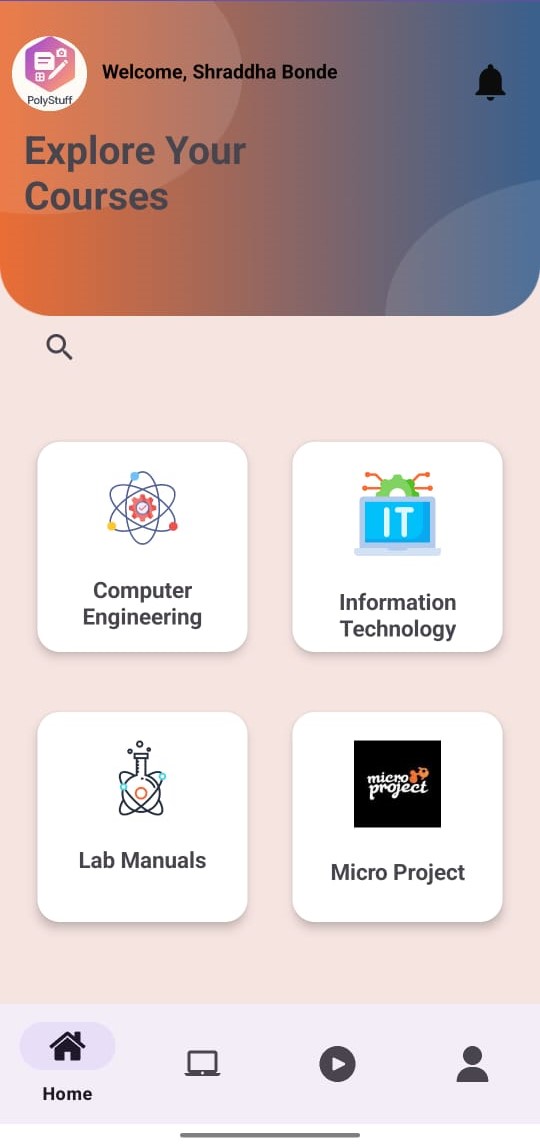 Welcome, Shraddha Bonde
PolyStuff
Explore Your
Courses
Computer
Engineering
IT
Information
Technology
Lab Manuals
micro
project
Micro Project
Home